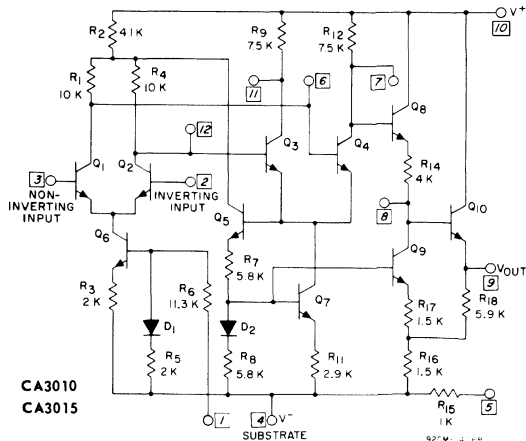 R2 4.1K
R9 7.5K
R12 7.5K
V+
10
R1 10K
R4 10K
11
6
7
Q8
12
Q3
Q4
R14 4K
3
Q1
Q2
2
NON-INVERTING INPUT
INVERTING INPUT
Q5
8
Q10
Q6
R7 5.8K
Q9
VOUT
9
R3 2K
R6 11.3K
Q7
R17 1.5K
R18 5.9K
D1
D2
R5 2K
R8 5.8K
R11 2.9K
R16 1.5K
CA3010
CA3015
1
4
V-
SUBSTRATE
R15 1K
5